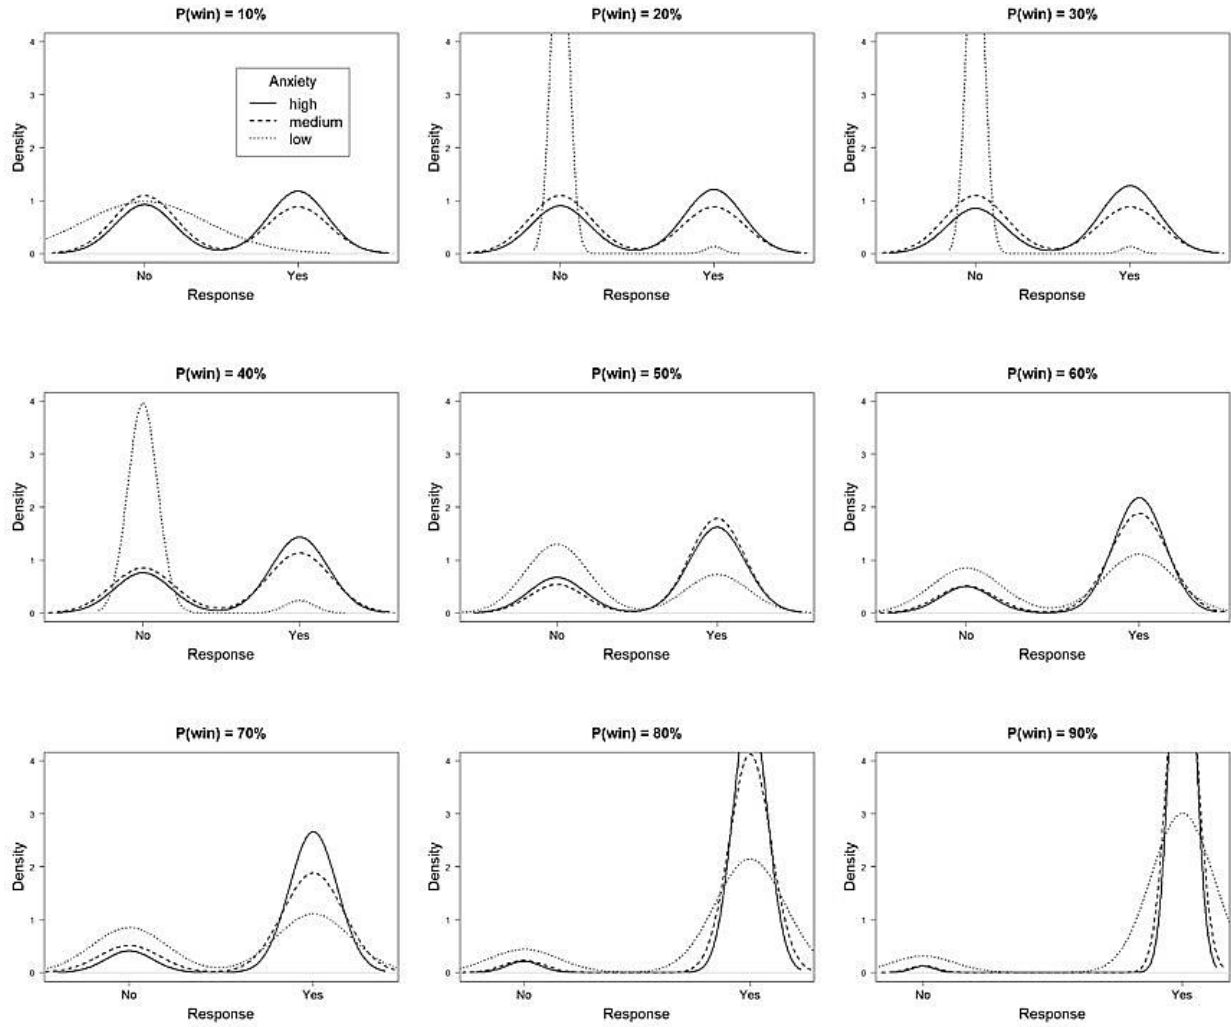 P(win) = 10%
4
3
2
1
0
Density
Anxiety
high
medium
low
No
Yes
Response
P(win) = 20%
4
3
2
1
0
Density
No
Yes
Response
P(win) = 30%
4
3
2
1
0
Density
No
Yes
Response
P(win) = 40%
4
3
2
1
0
Density
No
Yes
Response
P(win) = 50%
4
3
2
1
0
Density
No
Yes
Response
P(win) = 60%
4
3
2
1
0
Density
No
Yes
Response
P(win) = 70%
4
3
2
1
0
Density
No
Yes
Response
P(win) = 80%
4
3
2
1
0
Density
No
Yes
Response
P(win) = 90%
4
3
2
1
0
Density
No
Yes
Response